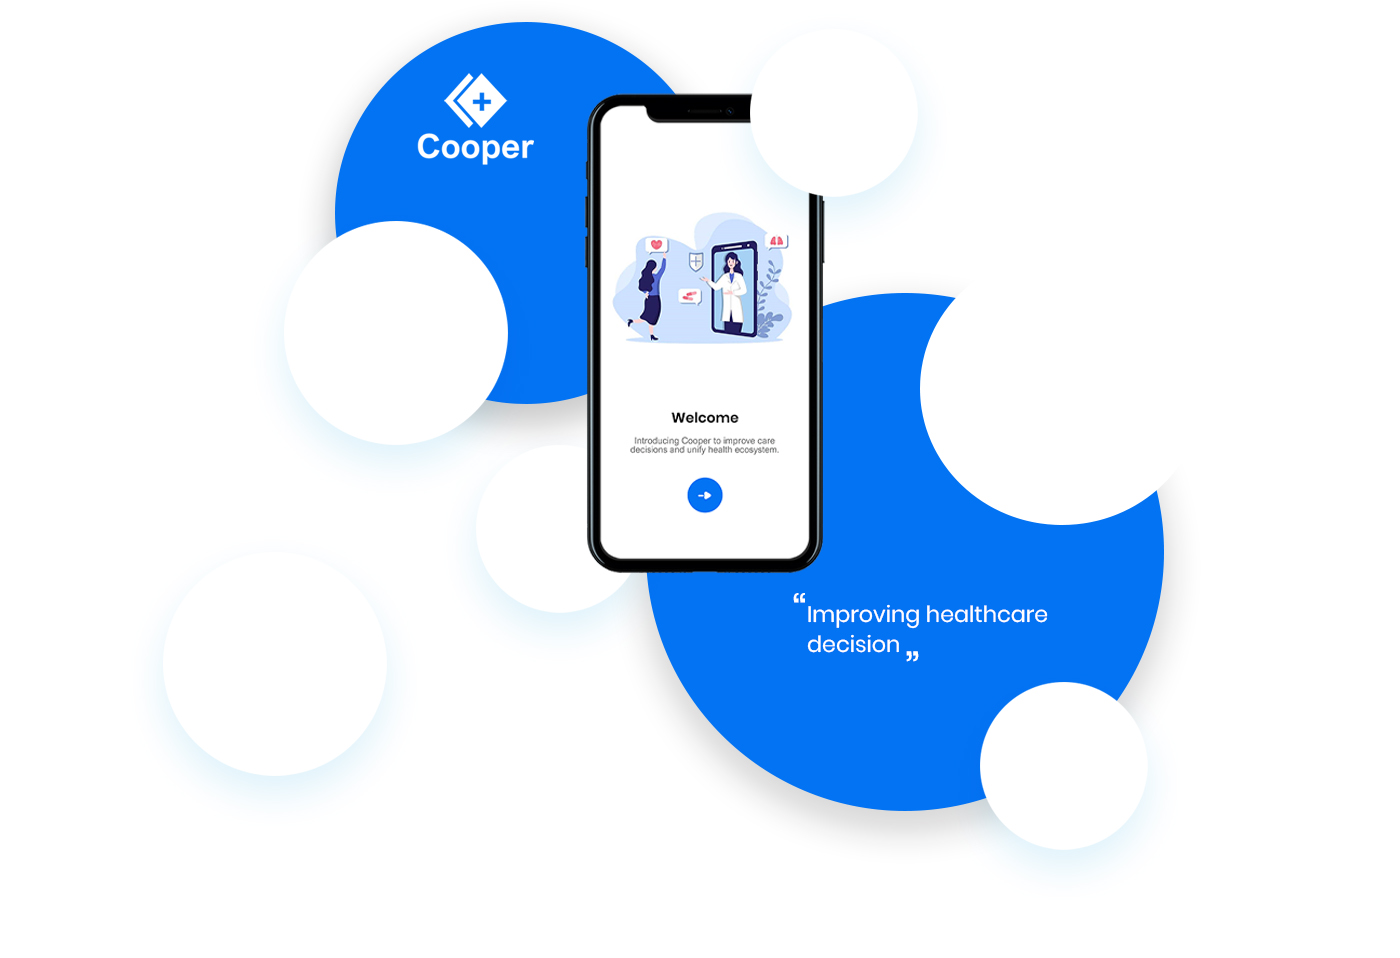 Cooper
Welcome
Introducing Cooper to improve care
decisions and unify health ecosystem.
“Improving healthcare
decision”